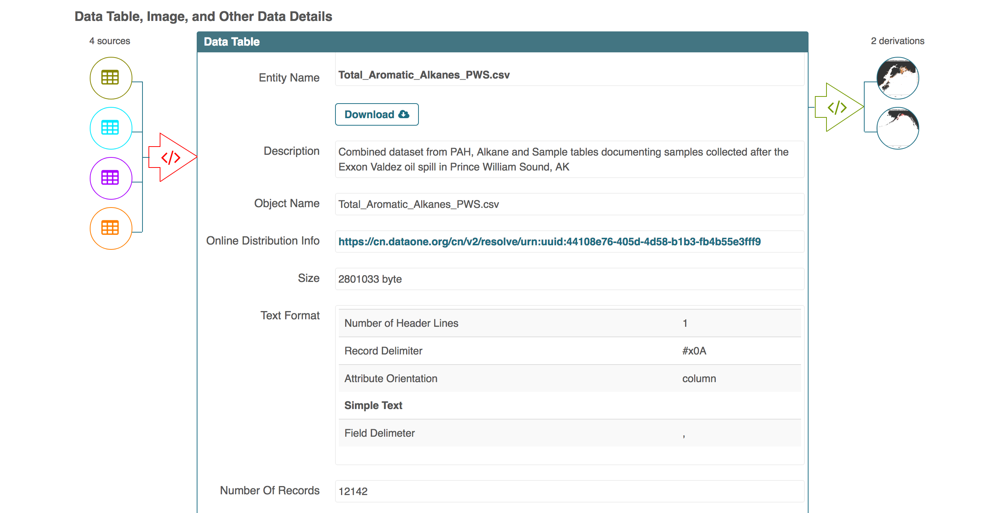 Data Table, Image, and Other Data Details
4 sources
Data Table
2 derivations
Entity Name
Total_Aromatic_Alkanes_PWS.csv
Download
</>
</>
Description
Combined dataset from PAH, Alkane and Sample tables documenting samples collected after the
Exxon Valdez oil spill in Prince William Sound, AK
Object Name
Total_Aromatic_Alkanes_PWS.csv
Online Distribution Info
https://cn.dataone.org/cn/v2/resolve/urn:uuid:44108e76-405d-4d58-b1b3-fb4b55e3fff9
Size
2801033 byte
Text Format
Number of Header Lines 1
Record Delimiter #x0A
Attribute Orientation column
Simple Text
Field Delimeter ,
Number Of Records
12142